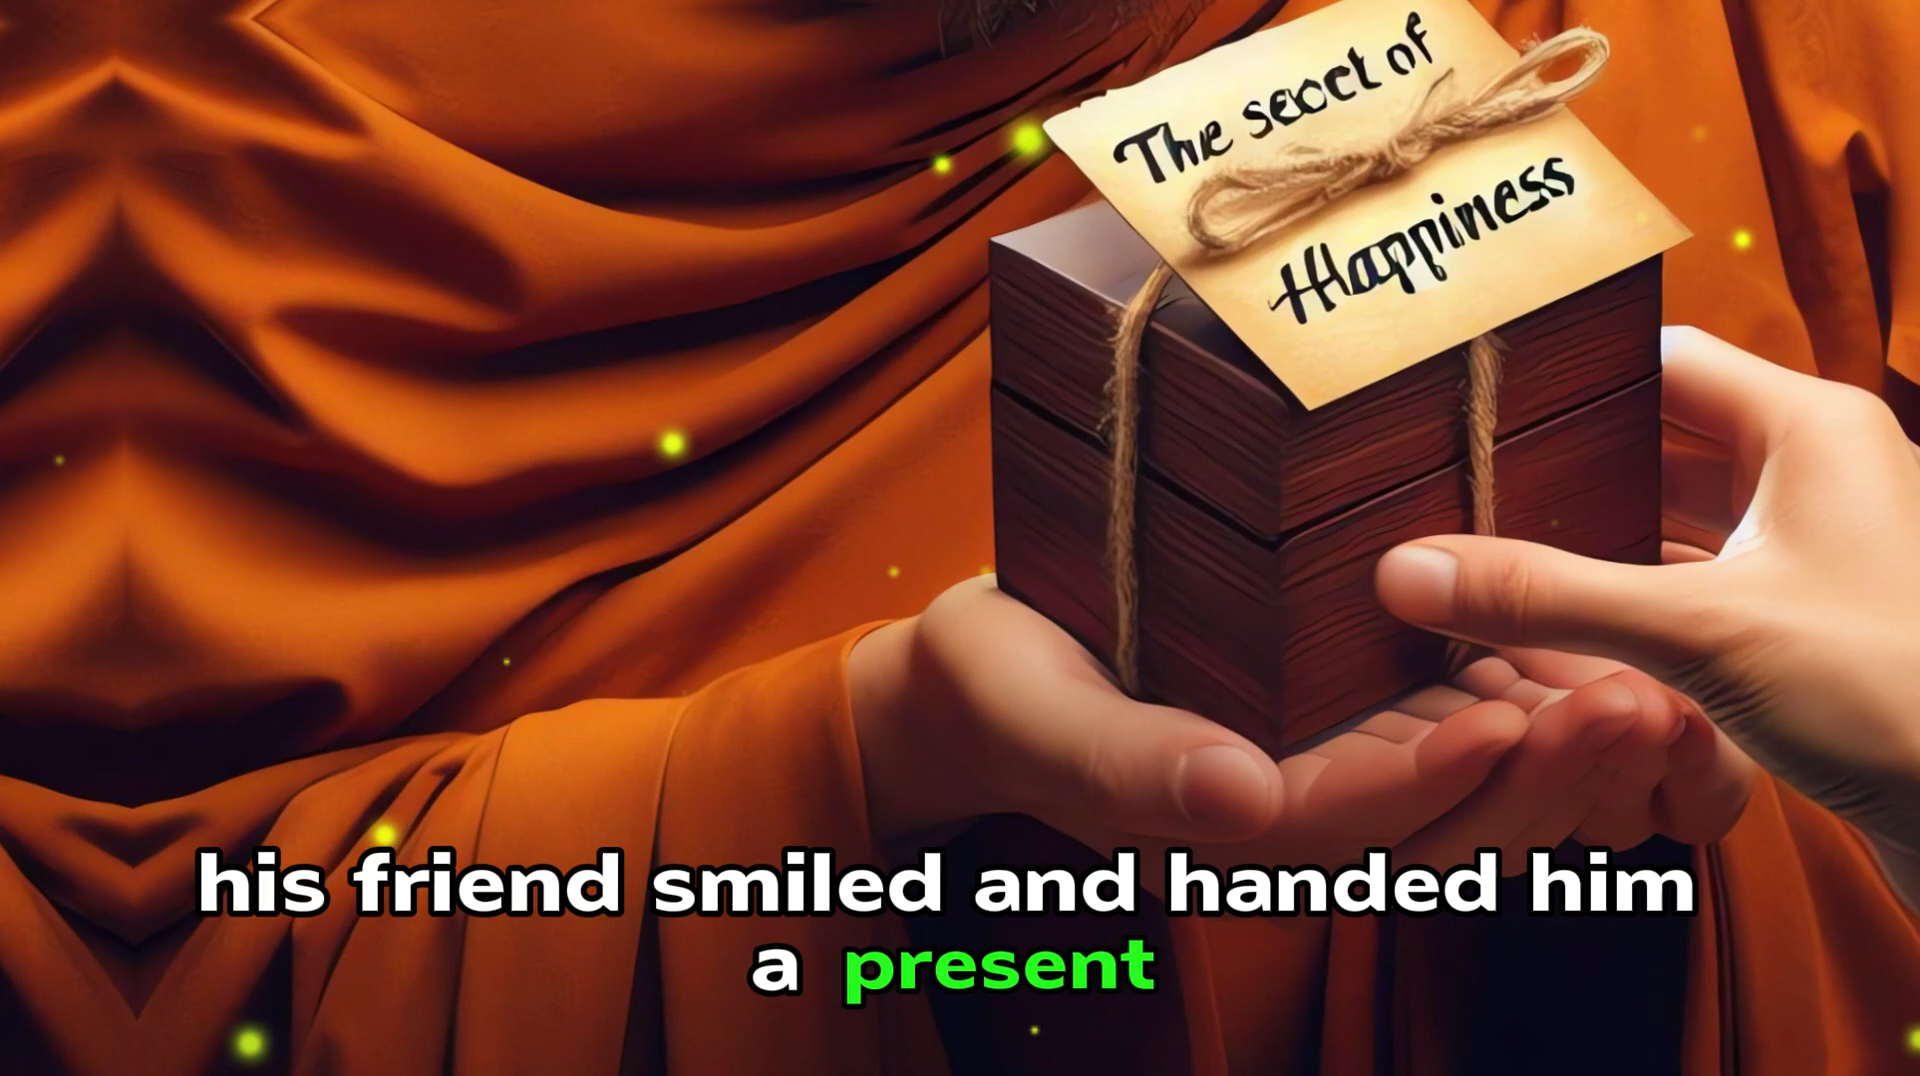 The seoct of
Happiness
his friend smiled and handed him
a present